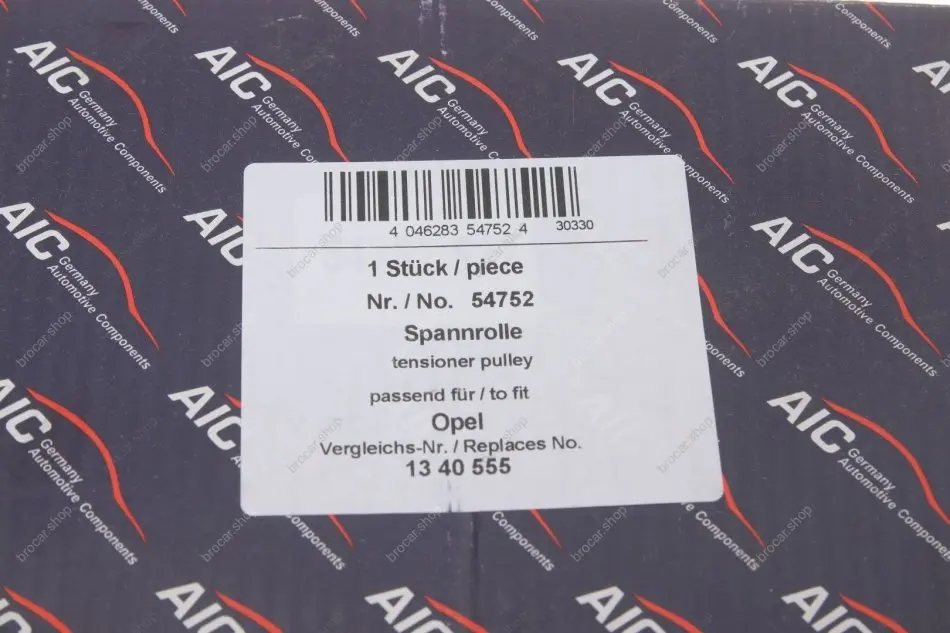 AIC
Germany
Automotive Components
4 046283 54752 4 30330
1 Stück / piece
Nr. / No. 54752
Spannrolle
tensioner pulley
passend für / to fit
Opel
Vergleichs-Nr. / Replaces No.
13 40 555
brocar.shop